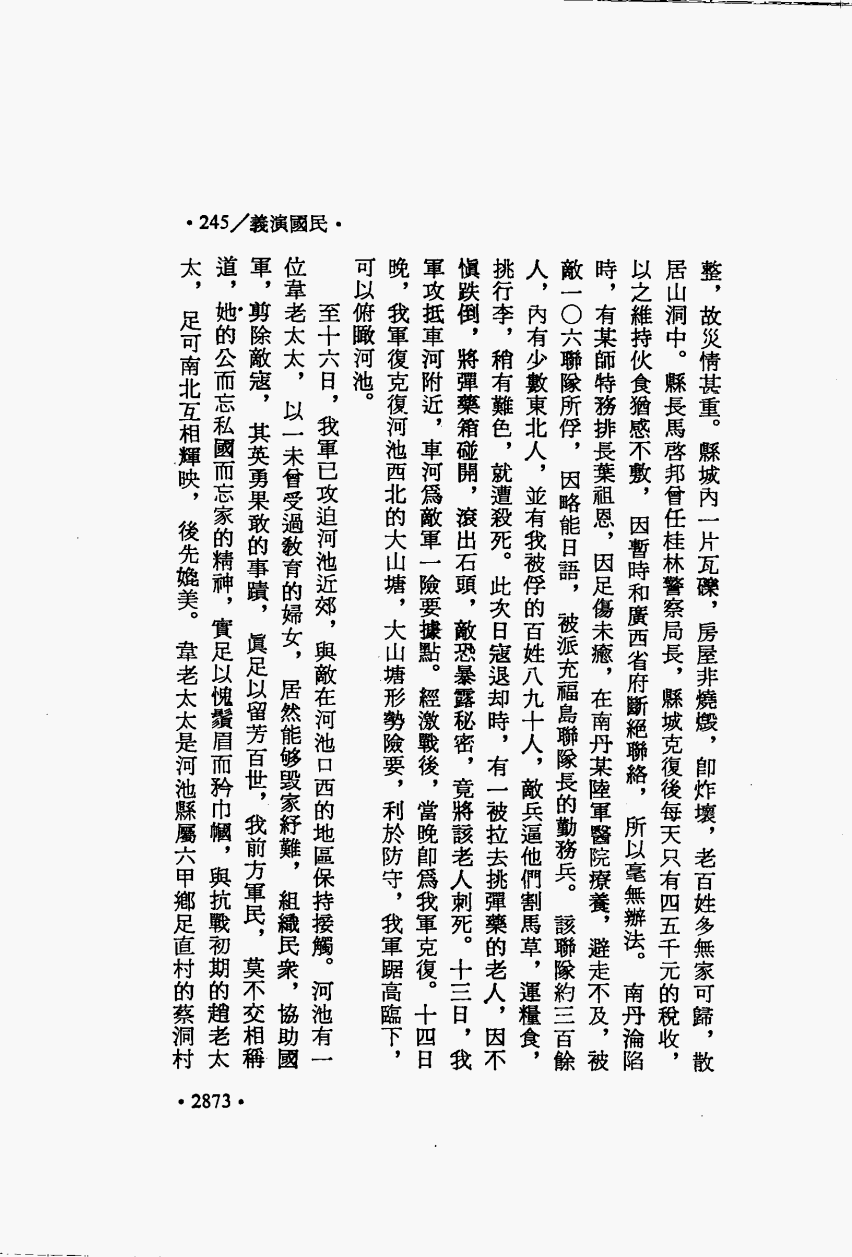 •245/義演國民•
整，故災情甚重。縣城內一片瓦礫，房屋非燒燬，卽炸壞，老百姓多無家可歸，散
居山洞中。縣長馬啓邦曾任桂林警察局長，縣城克復後每天只有四五千元的稅收，
以之維持伙食猶感不敷，因暫時和廣西省府斷絕聯絡，所以毫無辦法。南丹淪陷
時，有某師特務排長葉祖恩，因足傷未癒，在南丹某陸軍醫院療養，避走不及，被
敵一〇六聯隊所俘，因略能日語，被派充福島聯隊長的勤務兵。該聯隊約三百餘
人，內有少數東北人，並有我被俘的百姓八九十人，敵兵逼他們割馬草，運糧食，
挑行李，稍有難色，就遭殺死。此次日寇退却時，有一被拉去挑彈藥的老人，因不
愼跌倒，將彈藥箱碰開，滾出石頭，敵恐暴露秘密，竟將該老人刺死。十三日，我
軍攻抵車河附近，車河爲敵軍一險要據點。經激戰後，當晚卽爲我軍克復。十四日
晚，我軍復克復河池西北的大山塘，大山塘形勢險要，利於防守，我軍踞高臨下，
可以俯瞰河池。
至十六日，我軍已攻迫河池近郊，與敵在河池口西的地區保持接觸。河池有一
位韋老太太，以一未曾受過敎育的婦女，居然能够毀家紓難，組織民衆，協助國
軍，剪除敵寇，其英勇果敢的事蹟，眞足以留芳百世，我前方軍民，莫不交相稱
道，她的公而忘私國而忘家的精神，實足以愧鬚眉而矜巾幗，與抗戰初期的趙老太
太，足可南北互相輝映，後先媲美。韋老太太是河池縣屬六甲鄉足直村的蔡洞村
•2873•